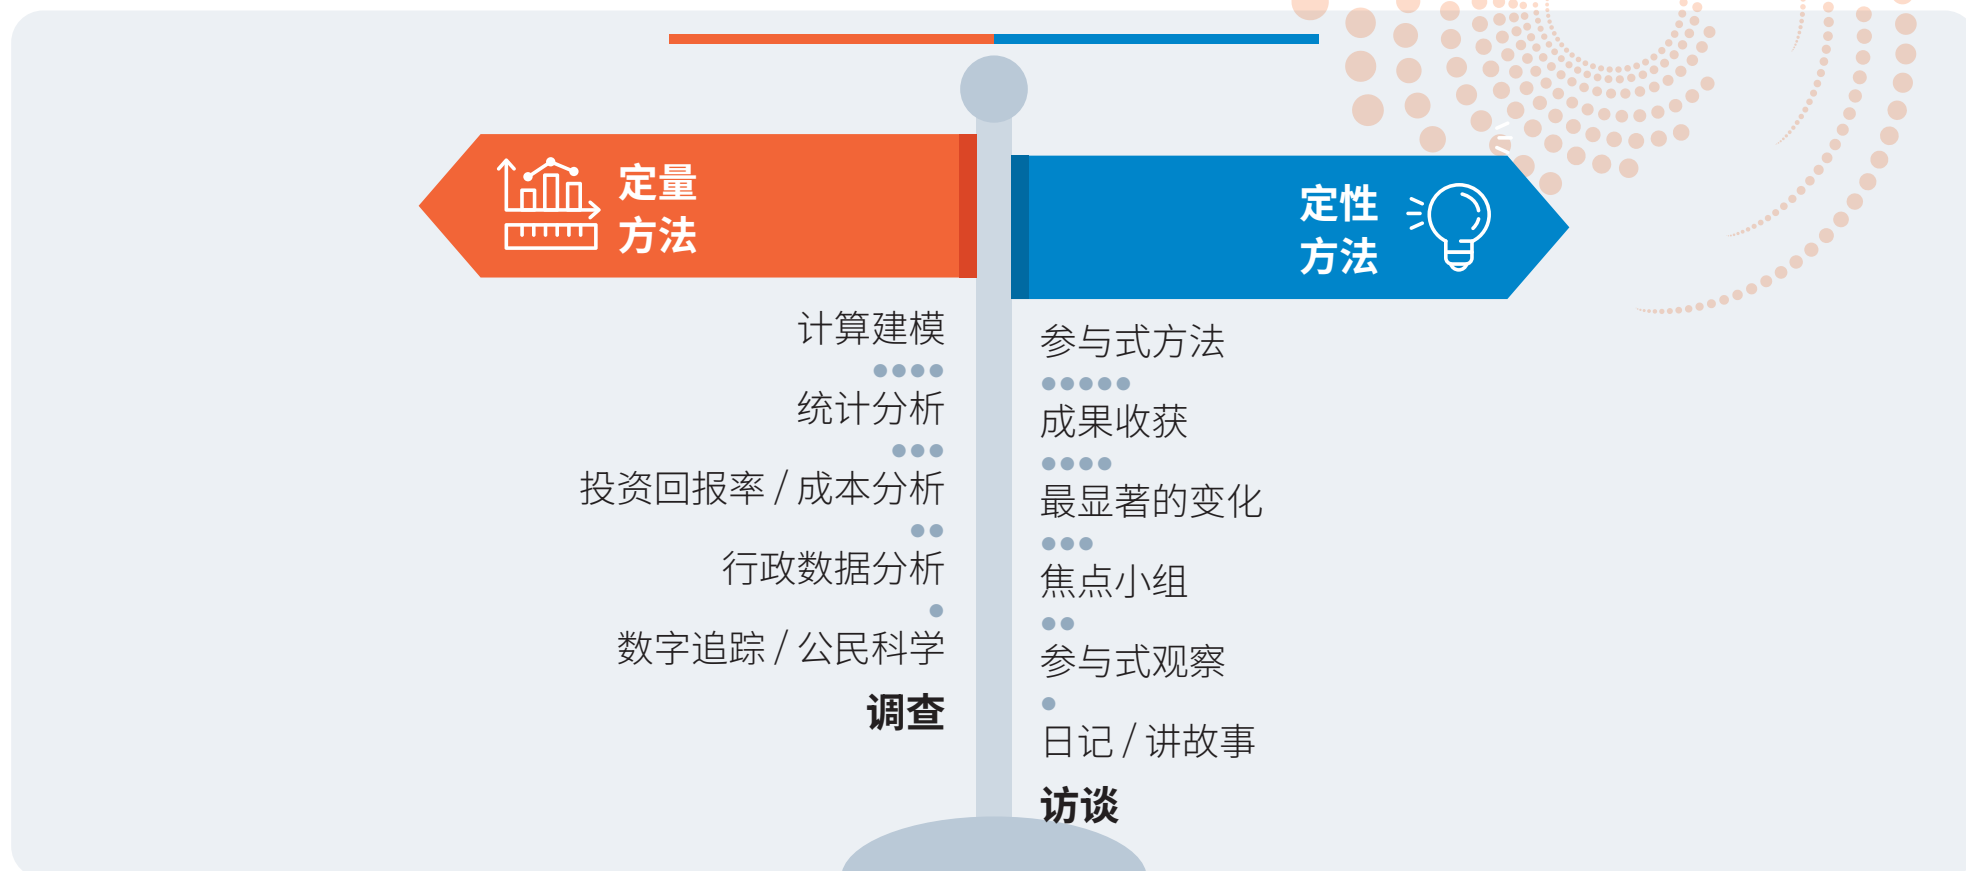 定量
方法
计算建模
统计分析
投资回报率 / 成本分析
行政数据分析
数字追踪 / 公民科学
调查
定性
方法
参与式方法
成果收获
最显著的变化
焦点小组
参与式观察
日记 / 讲故事
访谈